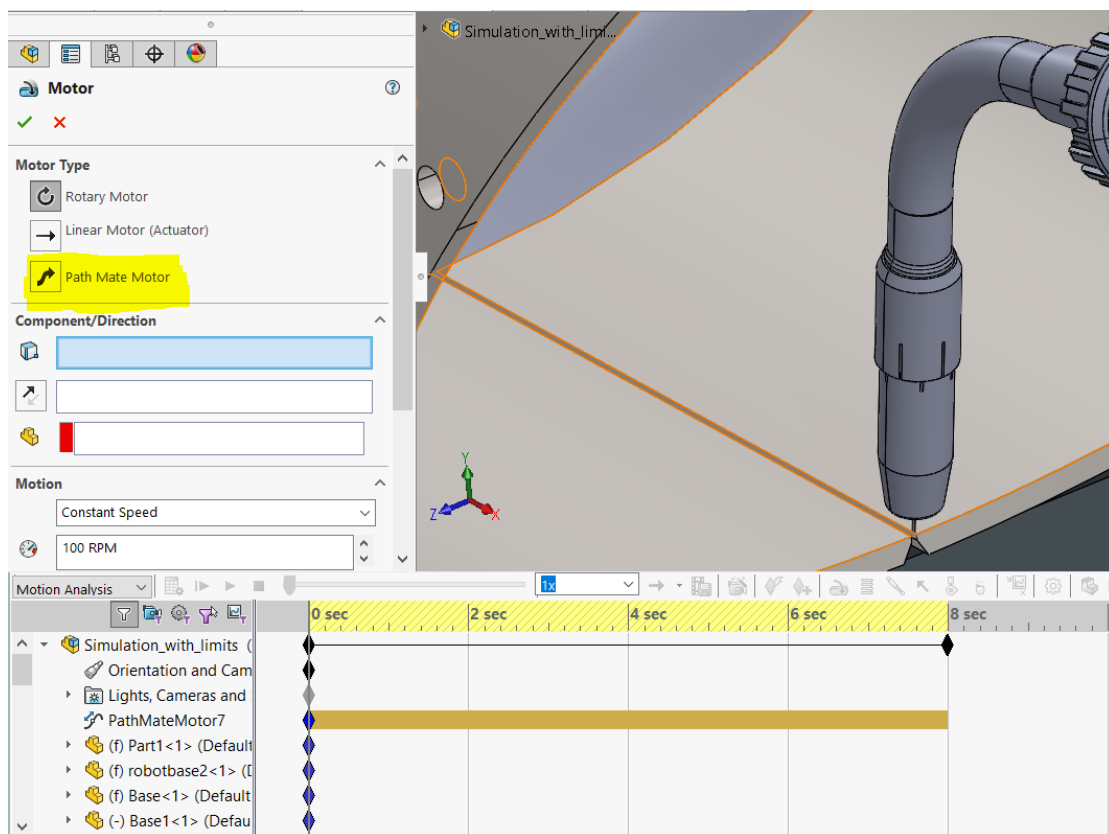 Simulation_with_limi...
Motor
Motor Type
Rotary Motor
Linear Motor (Actuator)
Path Mate Motor
Component/Direction
Motion
Constant Speed
100 RPM
Y
Z
X
Motion Analysis
1x
0 sec
2 sec
4 sec
6 sec
8 sec
Simulation_with_limits (
Orientation and Cam
Lights, Cameras and
PathMateMotor7
(f) Part1<1> (Default
(f) robotbase2<1> (D
(f) Base<1> (Default
(-) Base1<1> (Defau